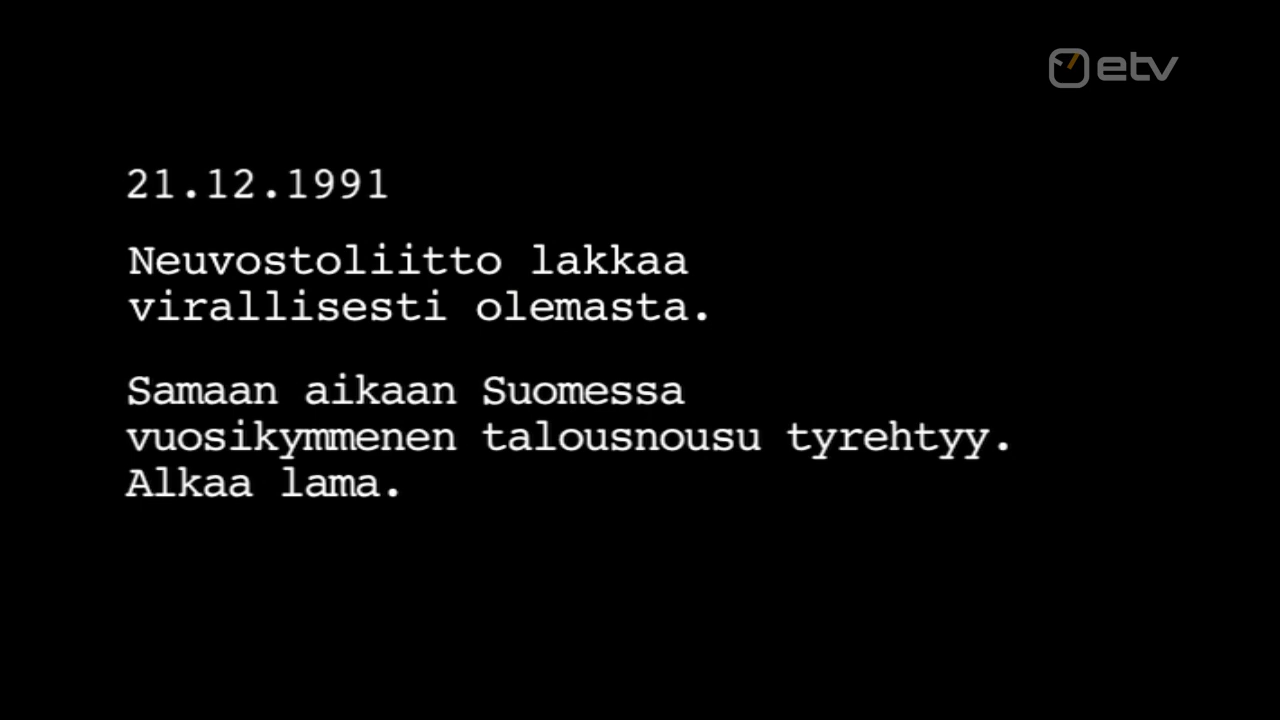 etv
21.12.1991
Neuvostoliitto lakkaa
virallisesti olemasta.
Samaan aikaan Suomessa
vuosikymmenen talousnousu tyrehtyy.
Alkaa lama.